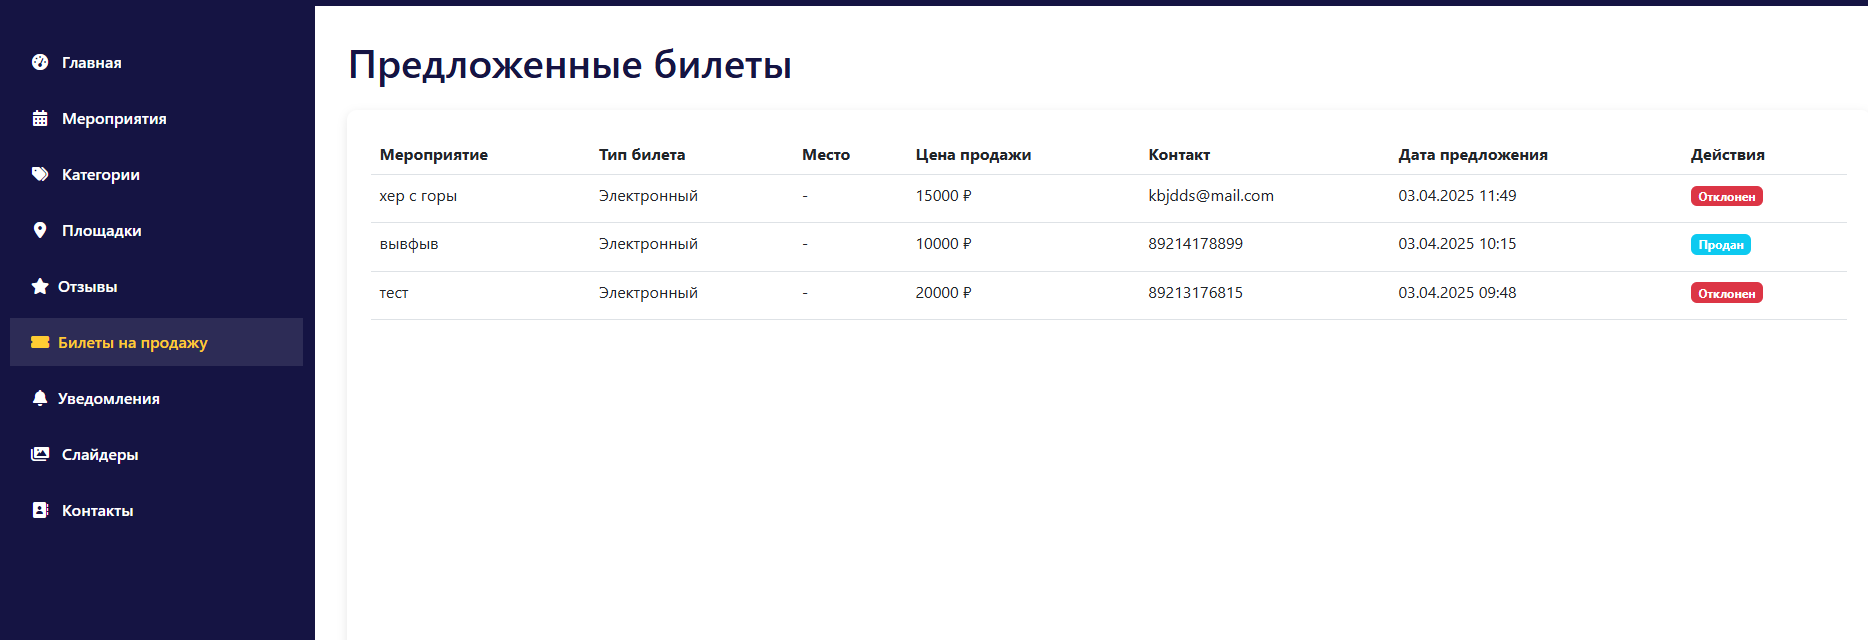 Главная
Мероприятия
Категории
Площадки
Отзывы
Билеты на продажу
Уведомления
Слайдеры
Контакты
Предложенные билеты
Мероприятие Тип билета Место Цена продажи Контакт Дата предложения Действия
хер с горы Электронный - 15000 ₽ kbjdds@mail.com 03.04.2025 11:49 Отклонен
вывфыв Электронный - 10000 ₽ 89214178899 03.04.2025 10:15 Продан
тест Электронный - 20000 ₽ 89213176815 03.04.2025 09:48 Отклонен